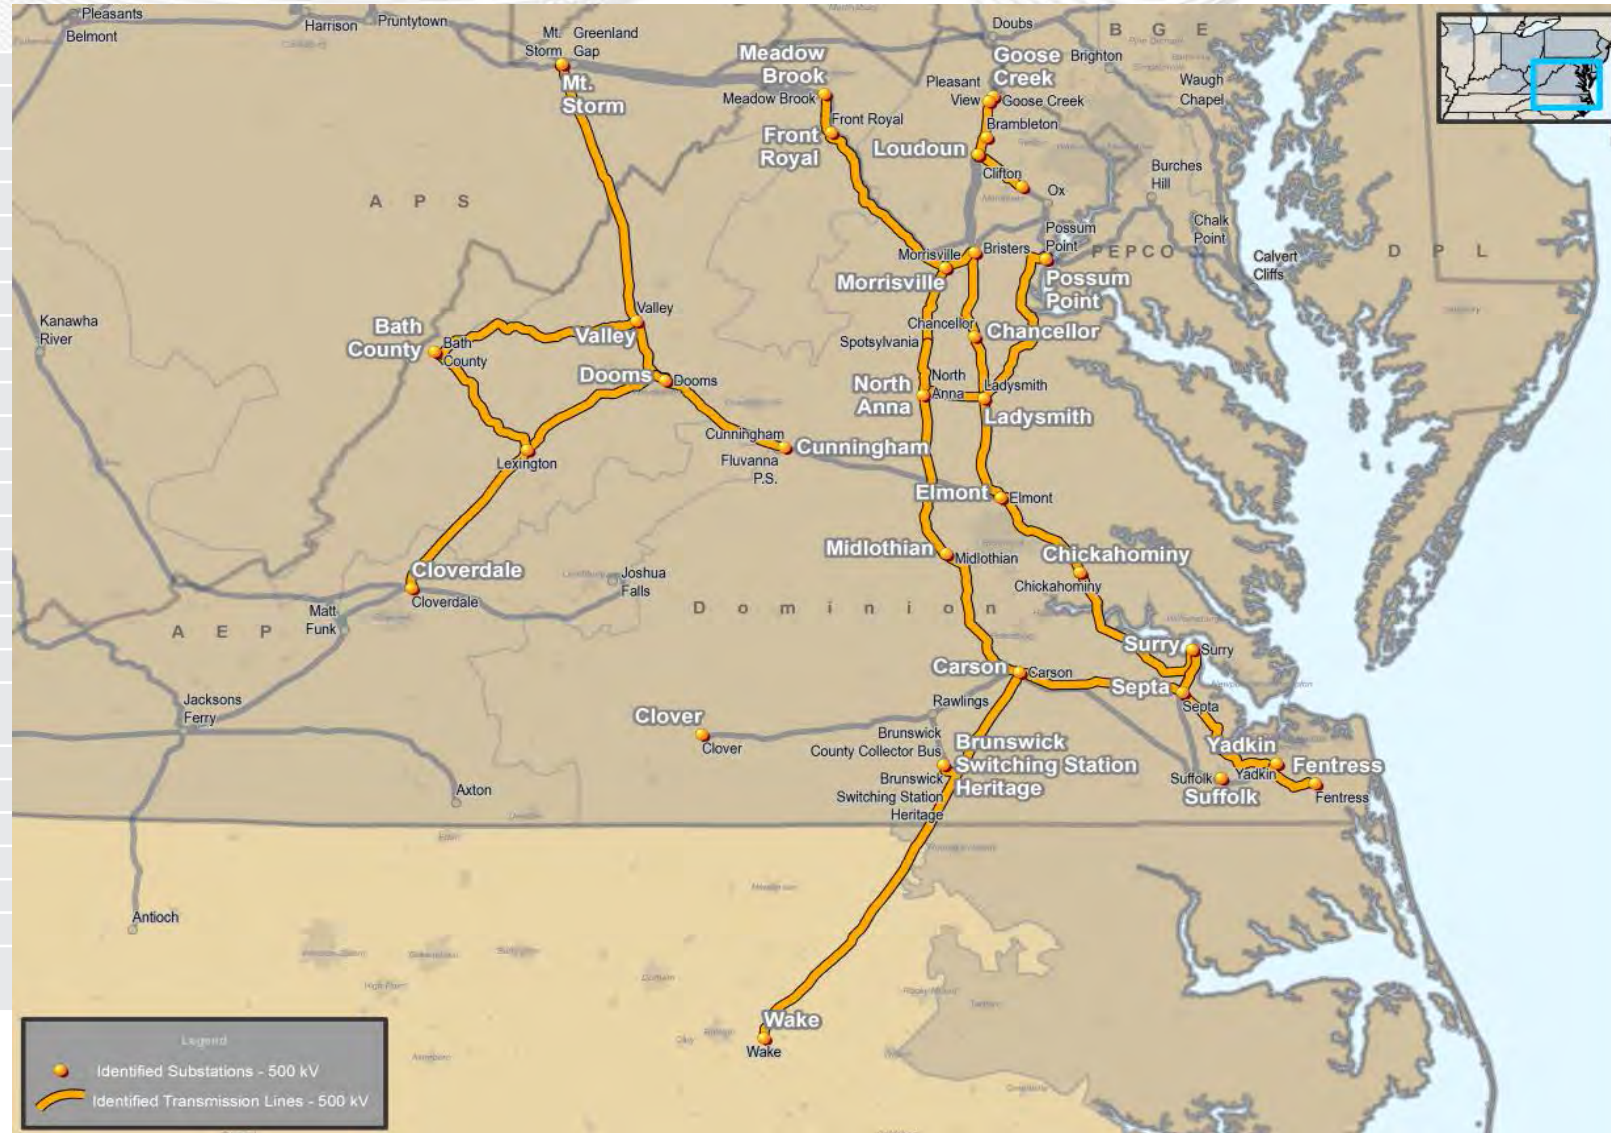 Pleasants
Belmont
Harrison
Pruntytown
Mt.
Storm
Greenland
Gap
Mt.
Storm
Meadow
Brook
Meadow Brook
Front Royal
Front
Royal
Doubs
Goose
Creek
Pleasant
View
Goose Creek
Brambleton
Loudoun
Clifton
Ox
B G E
Brighton
Waugh
Chapel
Burches
Hill
Chalk
Point
Calvert
Cliffs
PEPCO
D P L
A P S
Possum
Point
Possum
Point
Bristers
Morrisville
Morrisville
Kanawha
River
Bath
County
Bath
County
Valley
Valley
Dooms
Dooms
Chancellor
Chancellor
Spotsylvania
North
Anna
North
Anna
Ladysmith
Ladysmith
Cunningham
Cunningham
Fluvanna
P.S.
Lexington
Elmont
Elmont
Midlothian
Midlothian
Chickahominy
Chickahominy
Cloverdale
Cloverdale
Joshua
Falls
Matt
Funk
A E P
D o m i n i o n
Surry
Surry
Carson
Carson
Septa
Septa
Jacksons
Ferry
Rawlings
Clover
Clover
Brunswick
County Collector Bus
Brunswick
Switching Station
Heritage
Brunswick
Switching Station
Heritage
Yadkin
Yadkin
Fentress
Fentress
Suffolk
Suffolk
Axton
Antioch
Wake
Wake
Legend
Identified Substations - 500 kV
Identified Transmission Lines - 500 kV